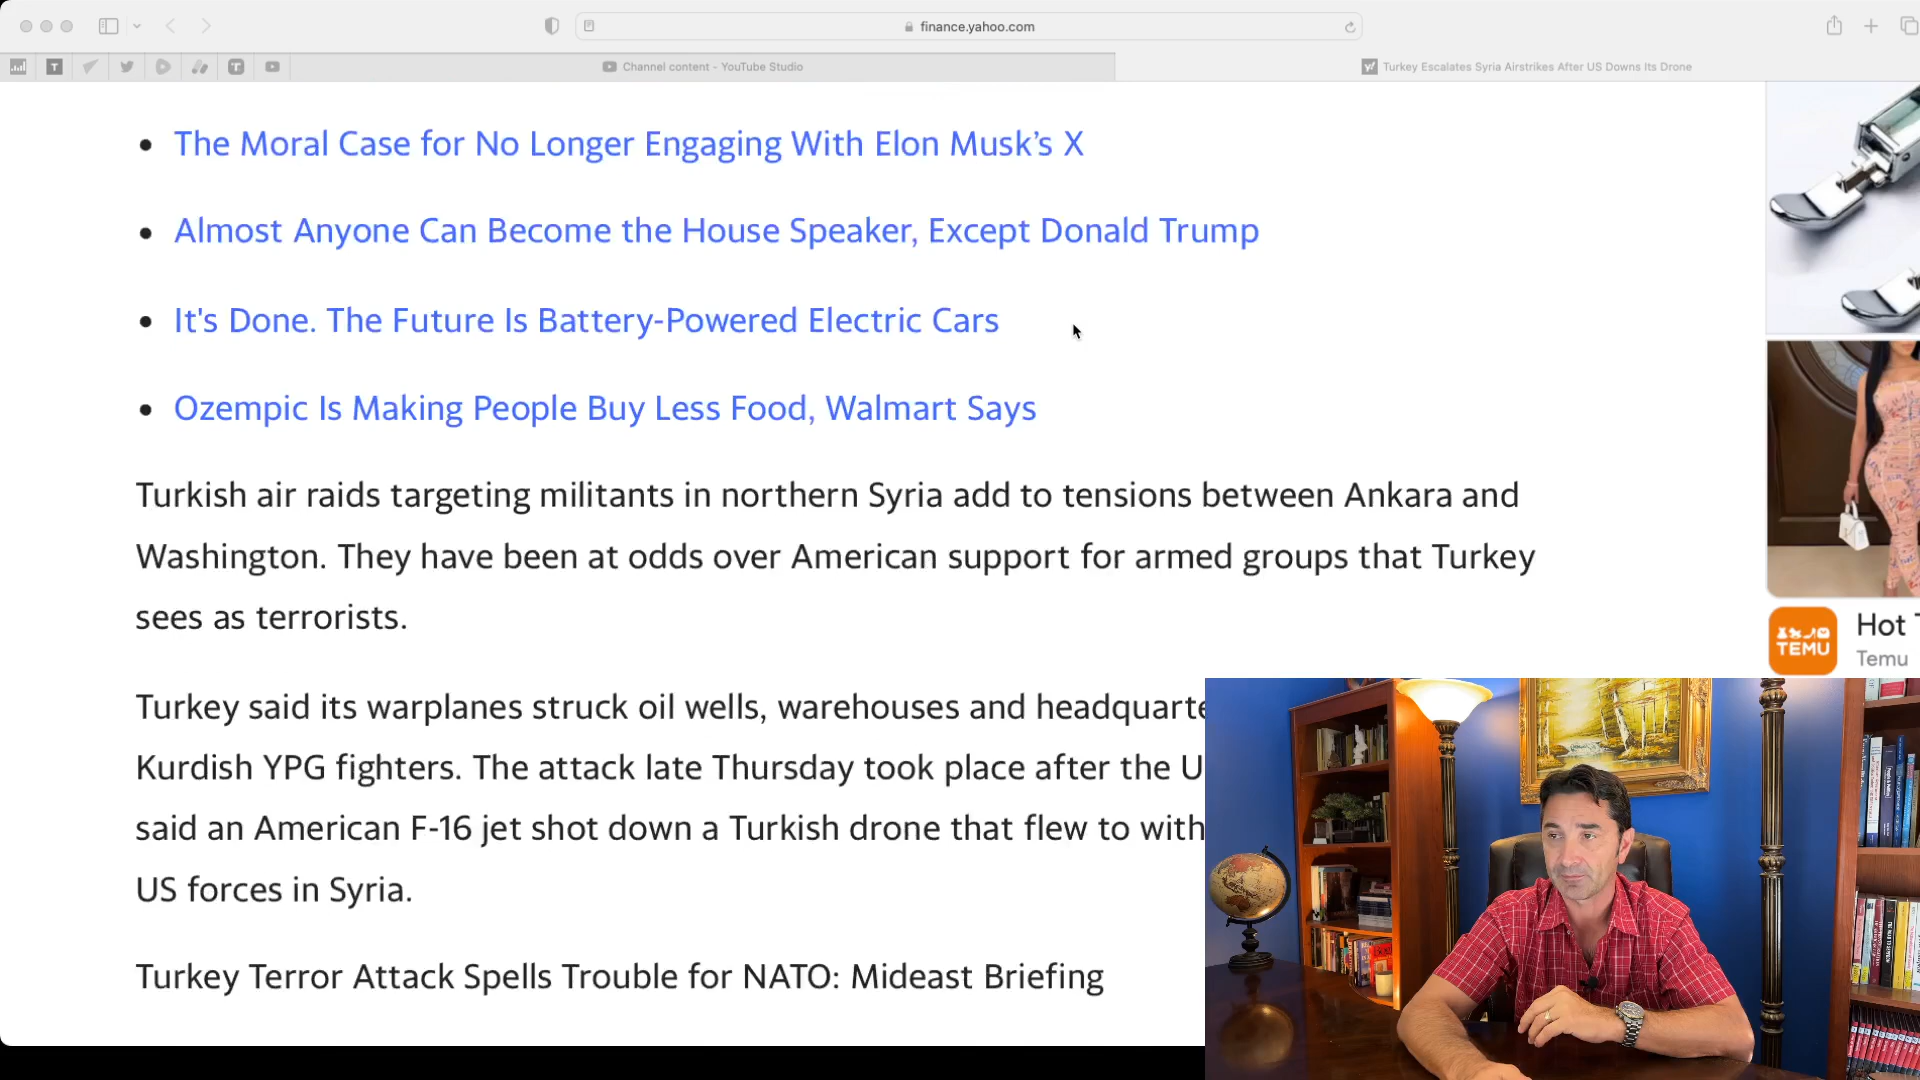 finance.yahoo.com
Channel content - YouTube Studio
Turkey Escalates Syria Airstrikes After US Downs Its Drone
The Moral Case for No Longer Engaging With Elon Musk’s X
Almost Anyone Can Become the House Speaker, Except Donald Trump
It's Done. The Future Is Battery-Powered Electric Cars
Ozempic Is Making People Buy Less Food, Walmart Says
Turkish air raids targeting militants in northern Syria add to tensions between Ankara and
Washington. They have been at odds over American support for armed groups that Turkey
sees as terrorists.
TEMU
Hot
Temu
Turkey said its warplanes struck oil wells, warehouses and headquarte
Kurdish YPG fighters. The attack late Thursday took place after the U
said an American F-16 jet shot down a Turkish drone that flew to with
US forces in Syria.
Turkey Terror Attack Spells Trouble for NATO: Mideast Briefing